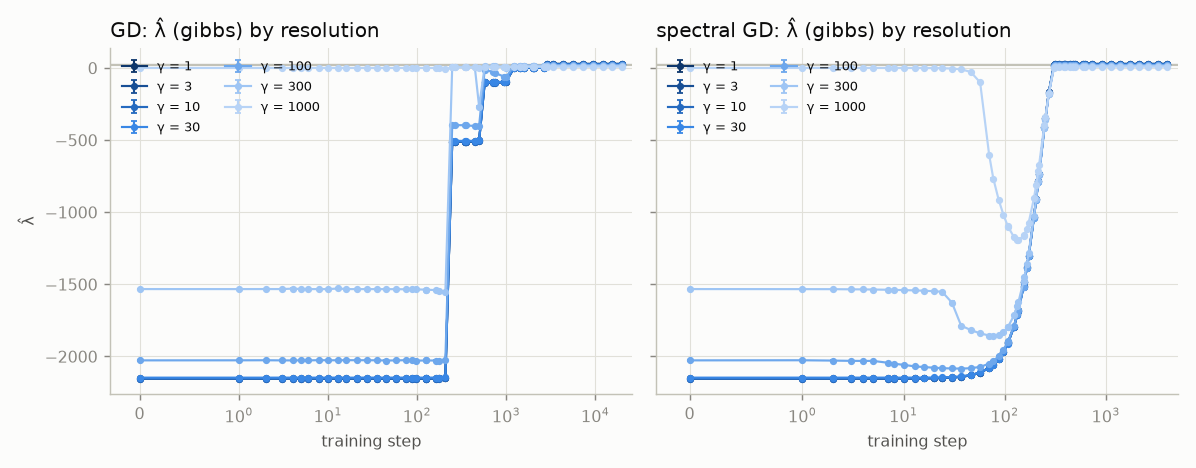 GD: λ̂ (gibbs) by resolution
γ = 1
γ = 3
γ = 10
γ = 30
γ = 100
γ = 300
γ = 1000
0
−500
−1000
−1500
−2000
λ̂
0
10⁰
10¹
10²
10³
10⁴
training step
spectral GD: λ̂ (gibbs) by resolution
γ = 1
γ = 3
γ = 10
γ = 30
γ = 100
γ = 300
γ = 1000
0
10⁰
10¹
10²
10³
training step